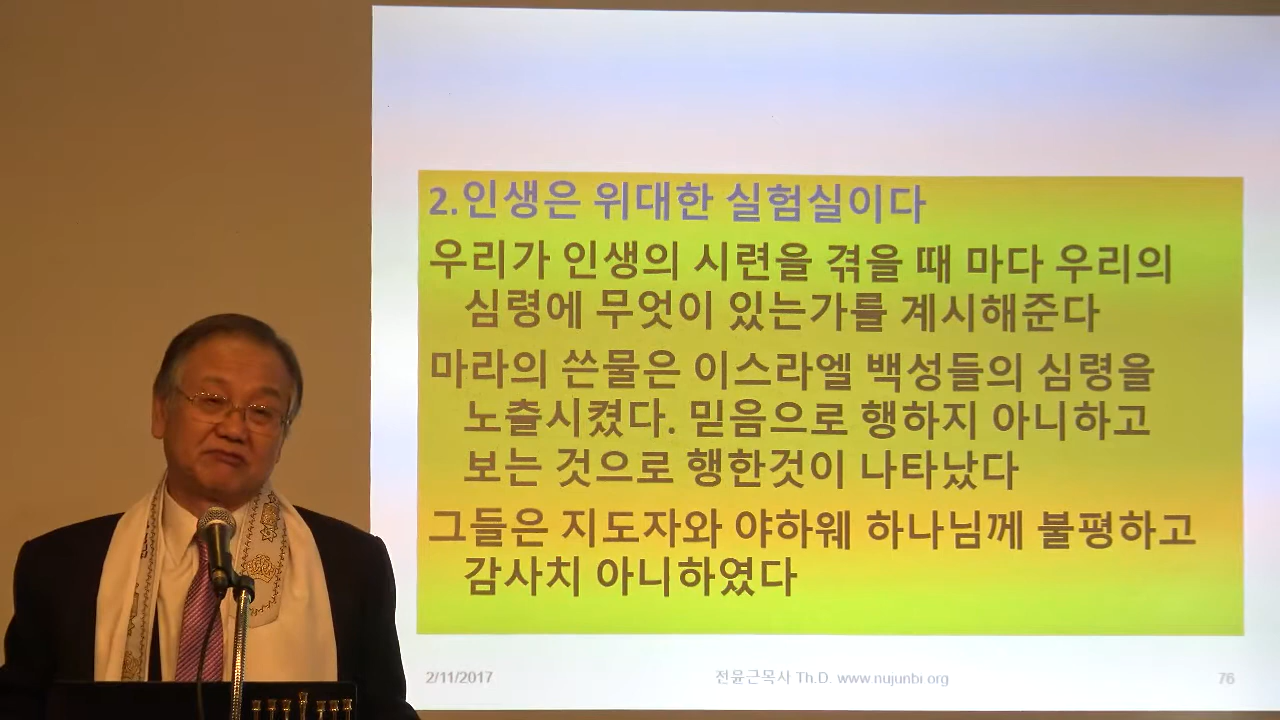 2.인생은 위대한 실험실이다
우리가 인생의 시련을 겪을 때 마다 우리의
심령에 무엇이 있는가를 계시해준다
마라의 쓴물은 이스라엘 백성들의 심령을
노출시켰다. 믿음으로 행하지 아니하고
보는 것으로 행한것이 나타났다
그들은 지도자와 야하웨 하나님께 불평하고
감사치 아니하였다
2/11/2017
전윤근목사 Th.D. www.nujunbi.org
76